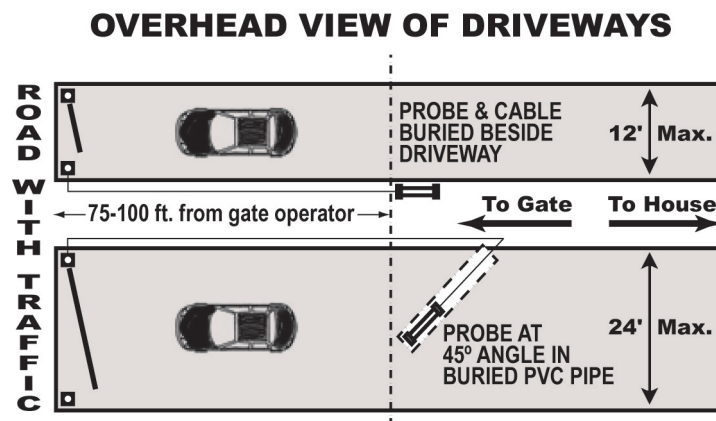 OVERHEAD VIEW OF DRIVEWAYS
ROAD WITH TRAFFIC
PROBE & CABLE
BURIED BESIDE
DRIVEWAY
12' Max.
75-100 ft. from gate operator
To Gate
To House
PROBE AT
45º ANGLE IN
BURIED PVC PIPE
24' Max.